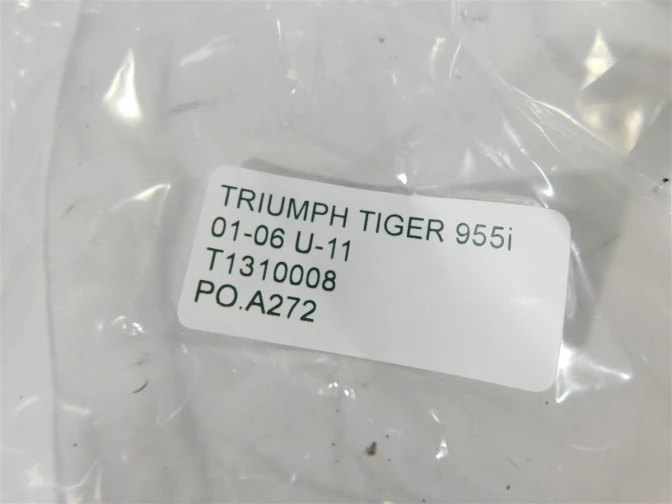 TRIUMPH TIGER 955i
01-06 U-11
T1310008
PO.A272